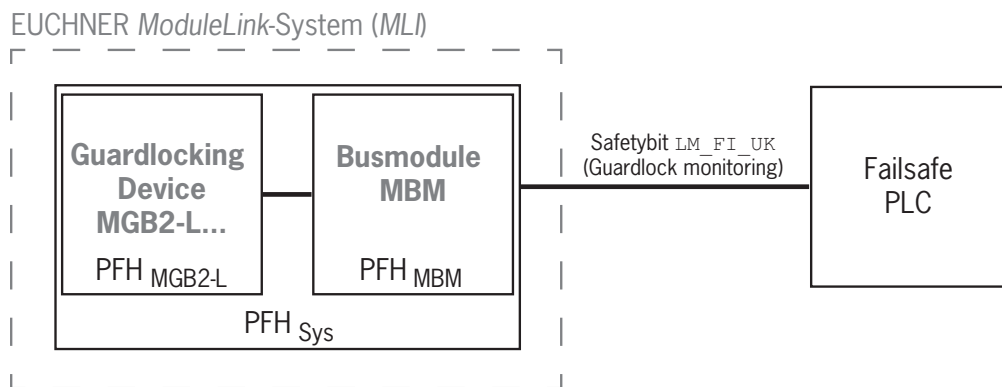 EUCHNER ModuleLink-System (MLI)
Guardlocking
Device
MGB2-L...
PFH MGB2-L
Busmodule
MBM
PFH MBM
PFH Sys
Safetybit LM_FI_UK
(Guardlock monitoring)
Failsafe
PLC